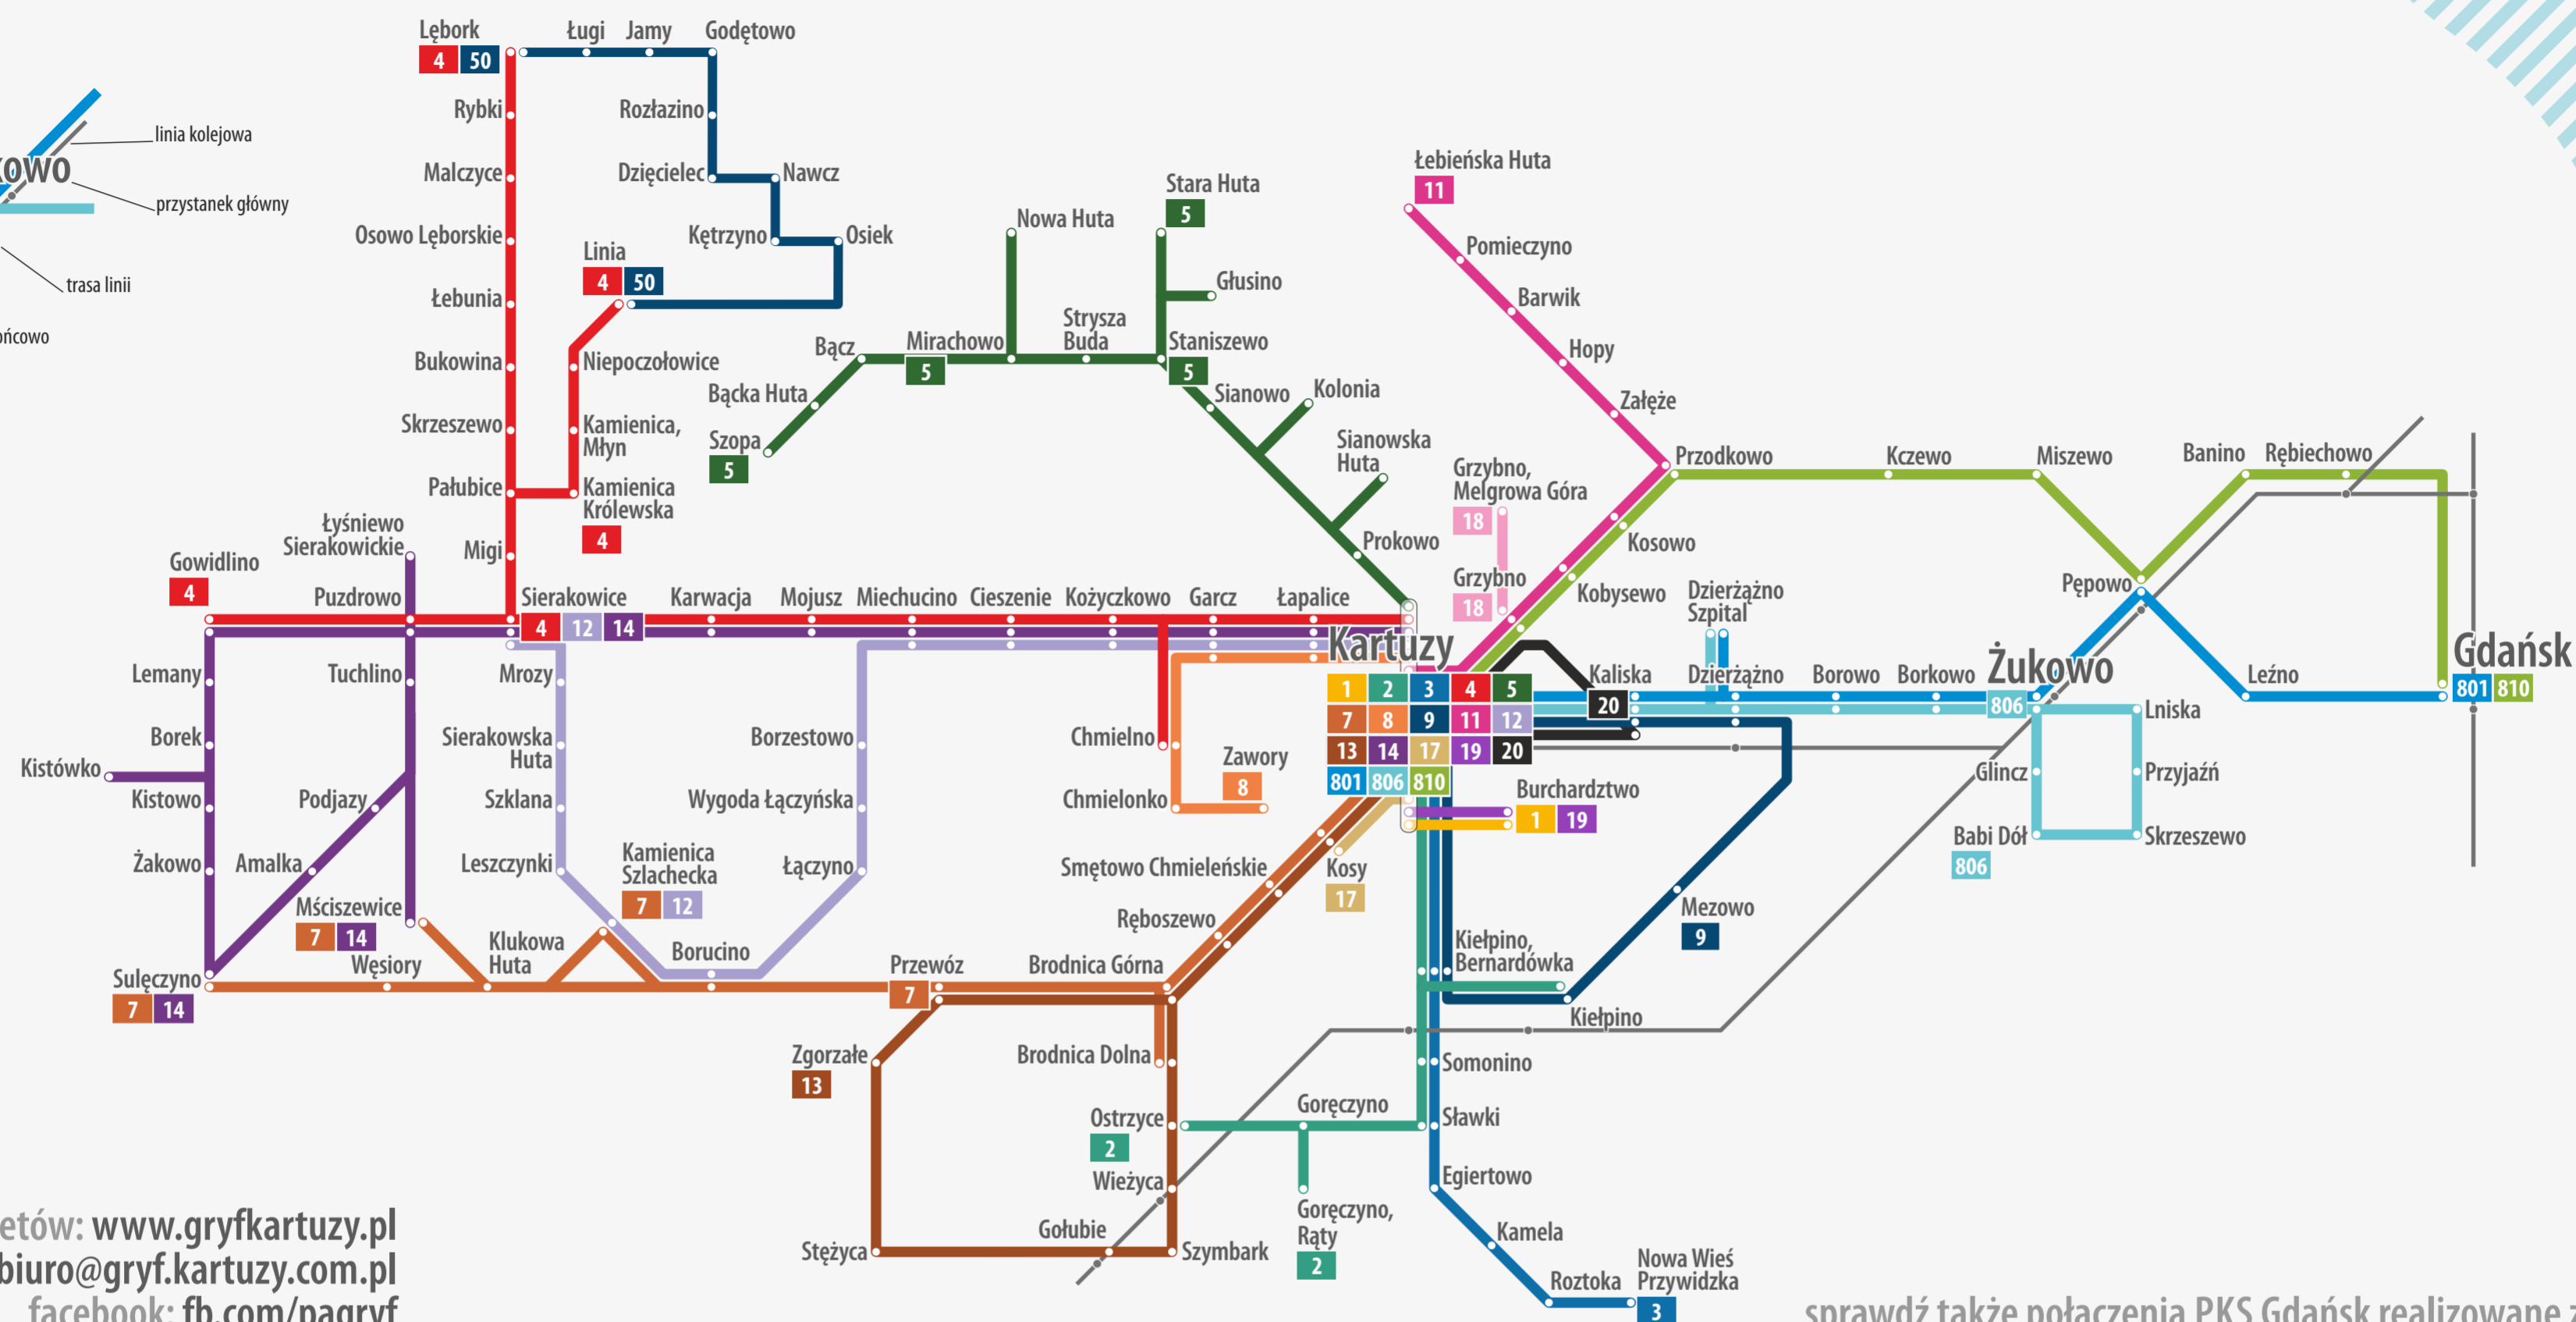 Lębork
4 50
Ługi
Jamy
Godętowo
Rybki
Rozłazino
linia kolejowa
przystanek główny
trasa linii
Malczyce
Dzięcielec
Nawcz
Osowo Lęborskie
Kętrzyno
Osiek
Linia
4 50
Łebunia
Bukowina
Niepoczołowice
Skrzeszewo
Kamienica,
Młyn
Pałubice
Kamienica
Królewska
4
Migi
Nowa Huta
Stara Huta
5
Głusino
Strysza
Buda
Staniszewo
5
Mirachowo
5
Bącz
Bącka Huta
Szopa
5
Sianowo
Kolonia
Sianowska
Huta
Prokowo
Łebieńska Huta
11
Pomieczyno
Barwik
Hopy
Załęże
Przodkowo
Kczewo
Miszewo
Banino
Rębiechowo
Grzybno,
Melgrowa Góra
18
Grzybno
18
Kosowo
Kobysewo
Dzierżążno
Szpital
Pępowo
Łyśniewo
Sierakowickie
Gowidlino
4
Puzdrowo
Sierakowice
4 12 14
Karwacja
Mojusz
Miechucino
Cieszenie
Kożyczkowo
Garcz
Łapalice
Kartuzy
1 2 3 4 5
7 8 9 11 12
13 14 17 19 20
801 806 810
Kaliska
20
Dzierżążno
Borowo
Borkowo
Żukowo
806
Leźno
Gdańsk
801 810
Lemany
Tuchlino
Mrozy
Borek
Sierakowska
Huta
Borzestowo
Chmielno
Zawory
8
Lniska
Kistówko
Kistowo
Podjazy
Szklana
Wygoda Łączyńska
Chmielonko
Burchardztwo
1 19
Glincz
Przyjaźń
Babi Dół
806
Skrzeszewo
Żakowo
Amalka
Leszczynki
Kamienica
Szlachecka
7 12
Łączyno
Smętowo Chmieleńskie
Kosy
17
Mściszewice
7 14
Ręboszewo
Mezowo
9
Klukowa
Huta
Borucino
Węsiory
Przewóz
7
Brodnica Górna
Kiełpino,
Bernardówka
Sulęczyno
7 14
Kiełpino
Zgorzałe
13
Brodnica Dolna
Somonino
Ostrzyce
2
Goręczyno
Sławki
Wieżyca
Egiertowo
Goręczyno,
Rąty
2
Gołubie
Stężyca
Szymbark
Kamela
Roztoka
Nowa Wieś
Przywidzka
3
www.gryfkartuzy.pl
biuro@gryf.kartuzy.com.pl
facebook: fb.com/pagryf
sprawdź także połączenia PKS Gdańsk realizowane